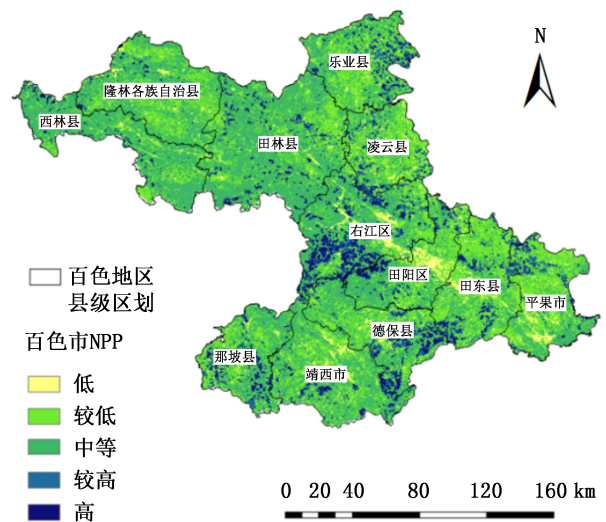 N
乐业县
隆林各族自治县
西林县
田林县
凌云县
右江区
田阳区
田东县
平果市
德保县
那坡县
靖西市
百色地区
县级区划
百色市NPP
低
较低
中等
较高
高
0 20 40 80 120 160 km